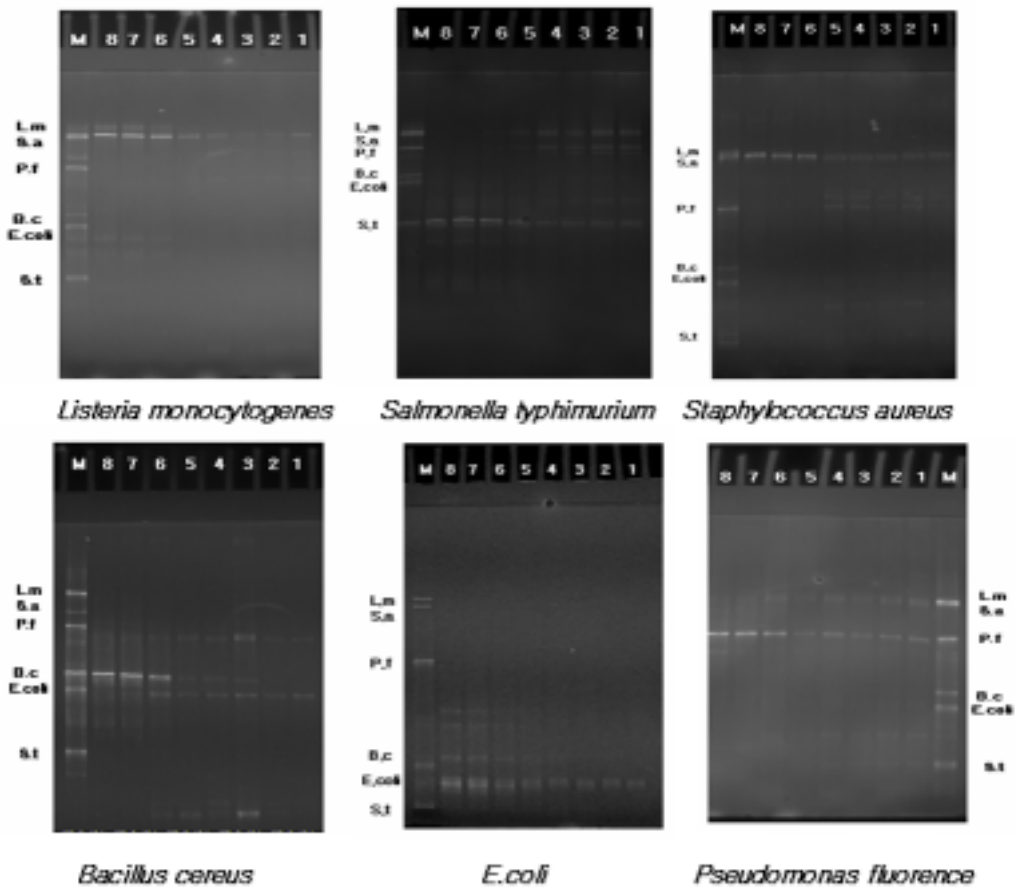 M 8 7 6 5 4 3 2 1
L.m
S.a
P.f
B.c
E.coli
S.t
Listeria monocytogenes
M 8 7 6 5 4 3 2 1
L.m
S.a
P.f
B.c
E.coli
S.t
Salmonella typhimurium
M 8 7 6 5 4 3 2 1
L.m
S.a
P.f
B.c
E.coli
S.t
Staphylococcus aureus
M 8 7 6 5 4 3 2 1
L.m
S.a
P.f
B.c
E.coli
S.t
Bacillus cereus
M 8 7 6 5 4 3 2 1
L.m
S.a
P.f
B.c
E.coli
S.t
E.coli
8 7 6 5 4 3 2 1 M
L.m
S.a
P.f
B.c
E.coli
S.t
Pseudomonas fluorence